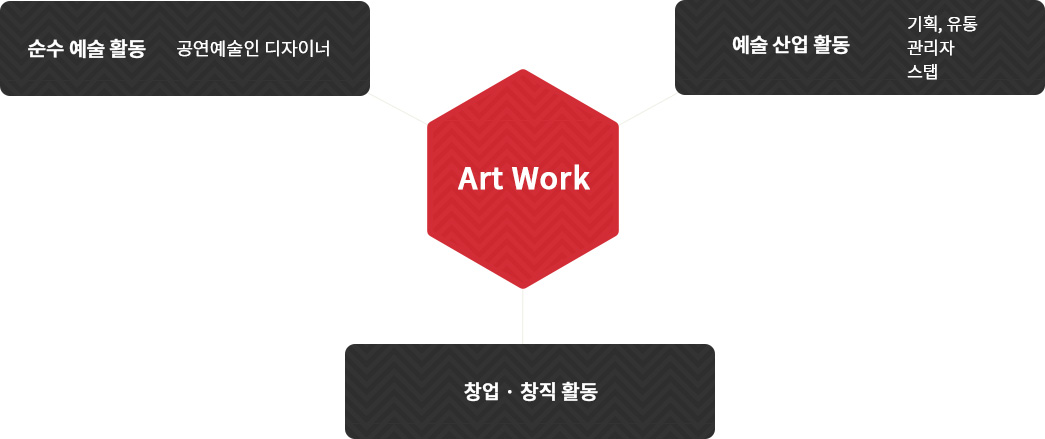 순수 예술 활동
공연예술인 디자이너
예술 산업 활동
기획, 유통
관리자
스탭
Art Work
창업 · 창직 활동